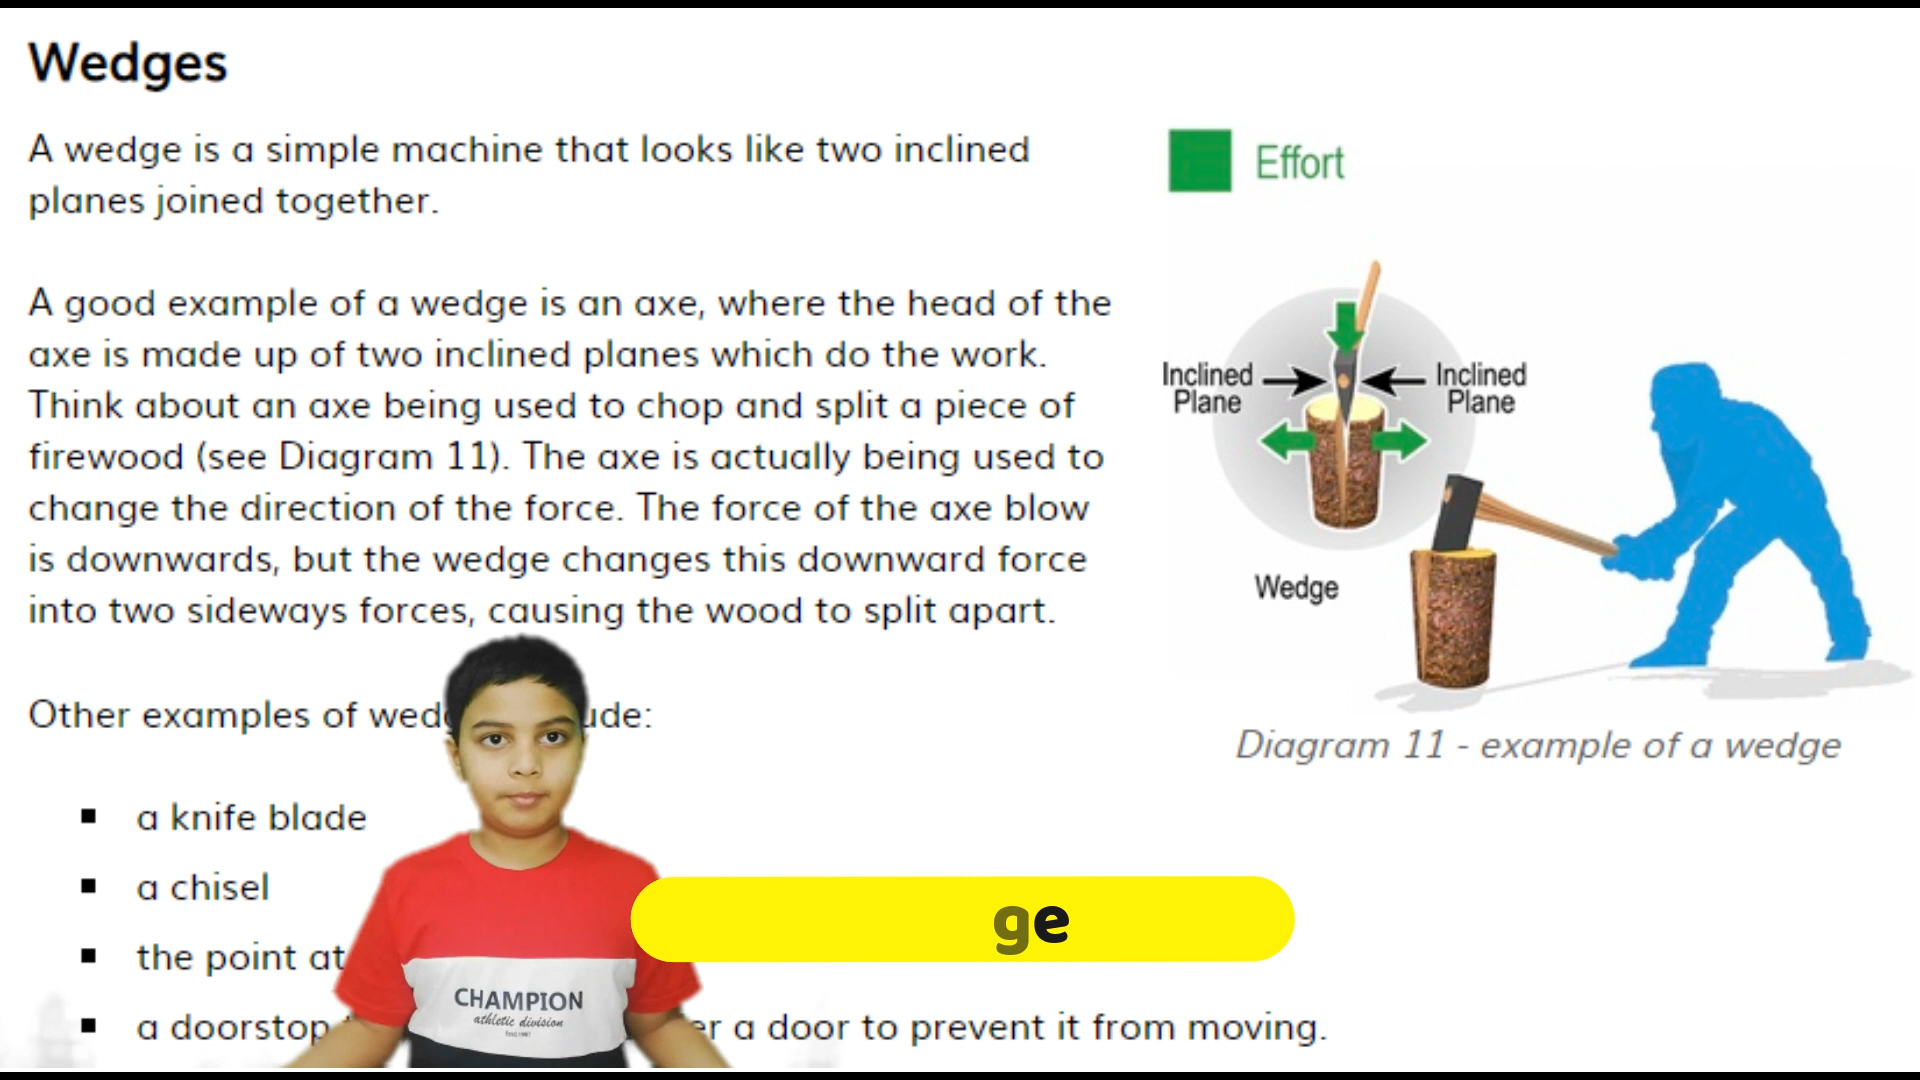 Wedges
A wedge is a simple machine that looks like two inclined
planes joined together.
A good example of a wedge is an axe, where the head of the
axe is made up of two inclined planes which do the work.
Think about an axe being used to chop and split a piece of
firewood (see Diagram 11). The axe is actually being used to
change the direction of the force. The force of the axe blow
is downwards, but the wedge changes this downward force
into two sideways forces, causing the wood to split apart.
Other examples of
a knife blade
a chisel
the point at
a doorstop
a door to prevent it from moving.
Effort
Inclined
Plane
Inclined
Plane
Wedge
Diagram 11 - example of a wedge
ge
CHAMPION
athletic division